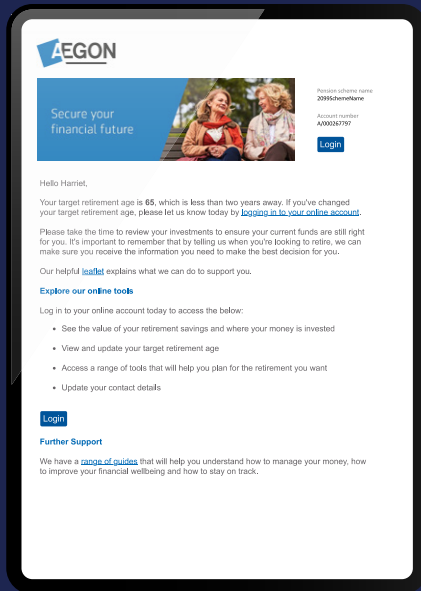 AEGON
Secure your
financial future
Pension scheme name
2099SchemeName
Account number
A/000267797
Login
Hello Harriet,
Your target retirement age is 65, which is less than two years away. If you've changed
your target retirement age, please let us know today by logging in to your online account.
Please take the time to review your investments to ensure your current funds are still right
for you. It's important to remember that by telling us when you're looking to retire, we can
make sure you receive the information you need to make the best decision for you.
Our helpful leaflet explains what we can do to support you.
Explore our online tools
Log in to your online account today to access the below:
• See the value of your retirement savings and where your money is invested
• View and update your target retirement age
• Access a range of tools that will help you plan for the retirement you want
• Update your contact details
Login
Further Support
We have a range of guides that will help you understand how to manage your money, how
to improve your financial wellbeing and how to stay on track.